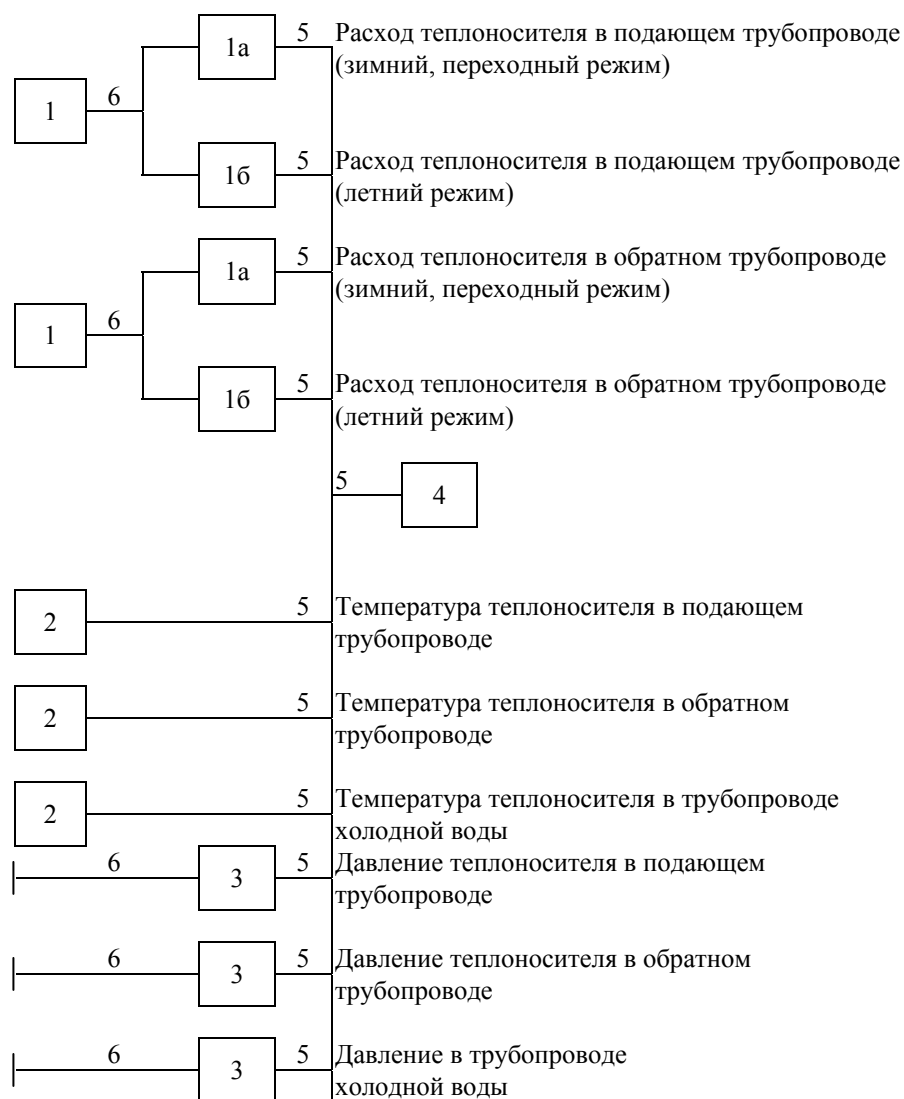 1а 5 Расход теплоносителя в подающем трубопроводе
(зимний, переходный режим)
1 6
1б 5 Расход теплоносителя в подающем трубопроводе
(летний режим)
1а 5 Расход теплоносителя в обратном трубопроводе
(зимний, переходный режим)
1 6
1б 5 Расход теплоносителя в обратном трубопроводе
(летний режим)
5 4
2 5 Температура теплоносителя в подающем
трубопроводе
2 5 Температура теплоносителя в обратном
трубопроводе
2 5 Температура теплоносителя в трубопроводе
холодной воды
6 3 5 Давление теплоносителя в подающем
трубопроводе
6 3 5 Давление теплоносителя в обратном
трубопроводе
6 3 5 Давление в трубопроводе
холодной воды